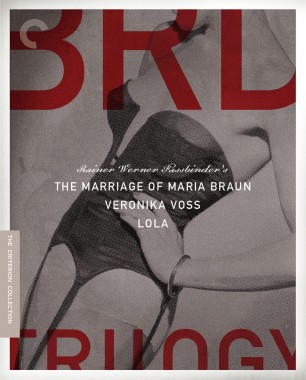 BRD
Rainer Werner Fassbinder's
THE MARRIAGE OF MARIA BRAUN
VERONIKA VOSS
LOLA
THE CRITERION COLLECTION
TRILOGY